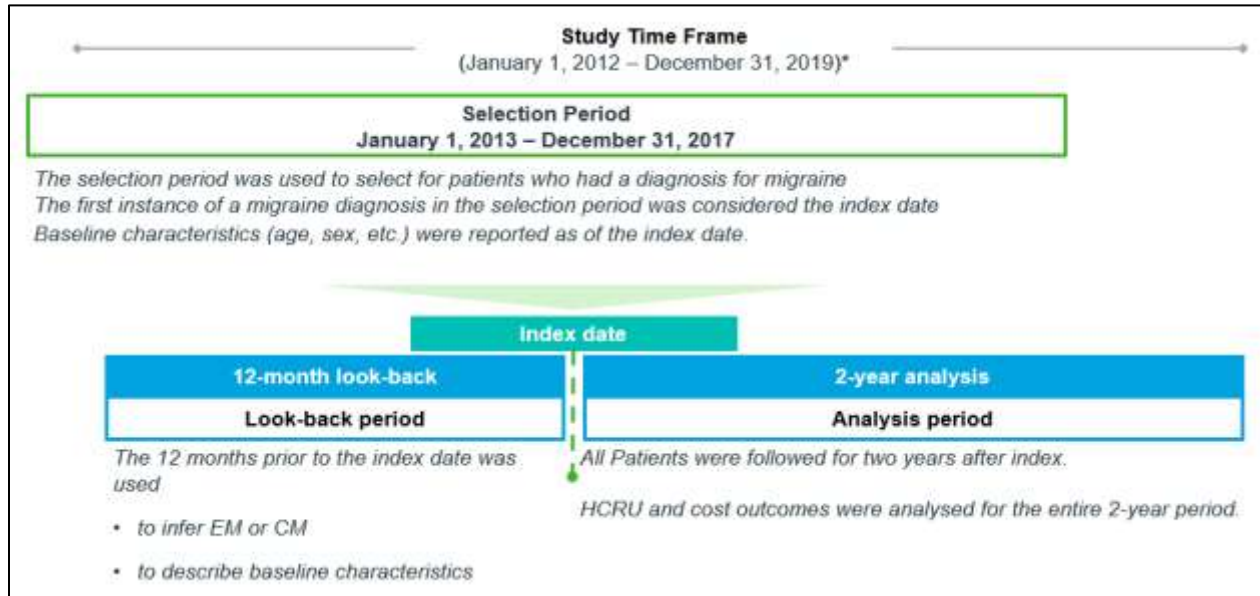 Study Time Frame
(January 1, 2012 – December 31, 2019)*
Selection Period
January 1, 2013 – December 31, 2017
The selection period was used to select for patients who had a diagnosis for migraine
The first instance of a migraine diagnosis in the selection period was considered the index date
Baseline characteristics (age, sex, etc.) were reported as of the index date.
Index date
12-month look-back
Look-back period
The 12 months prior to the index date was
used
• to infer EM or CM
• to describe baseline characteristics
2-year analysis
Analysis period
All Patients were followed for two years after index.
HCRU and cost outcomes were analysed for the entire 2-year period.